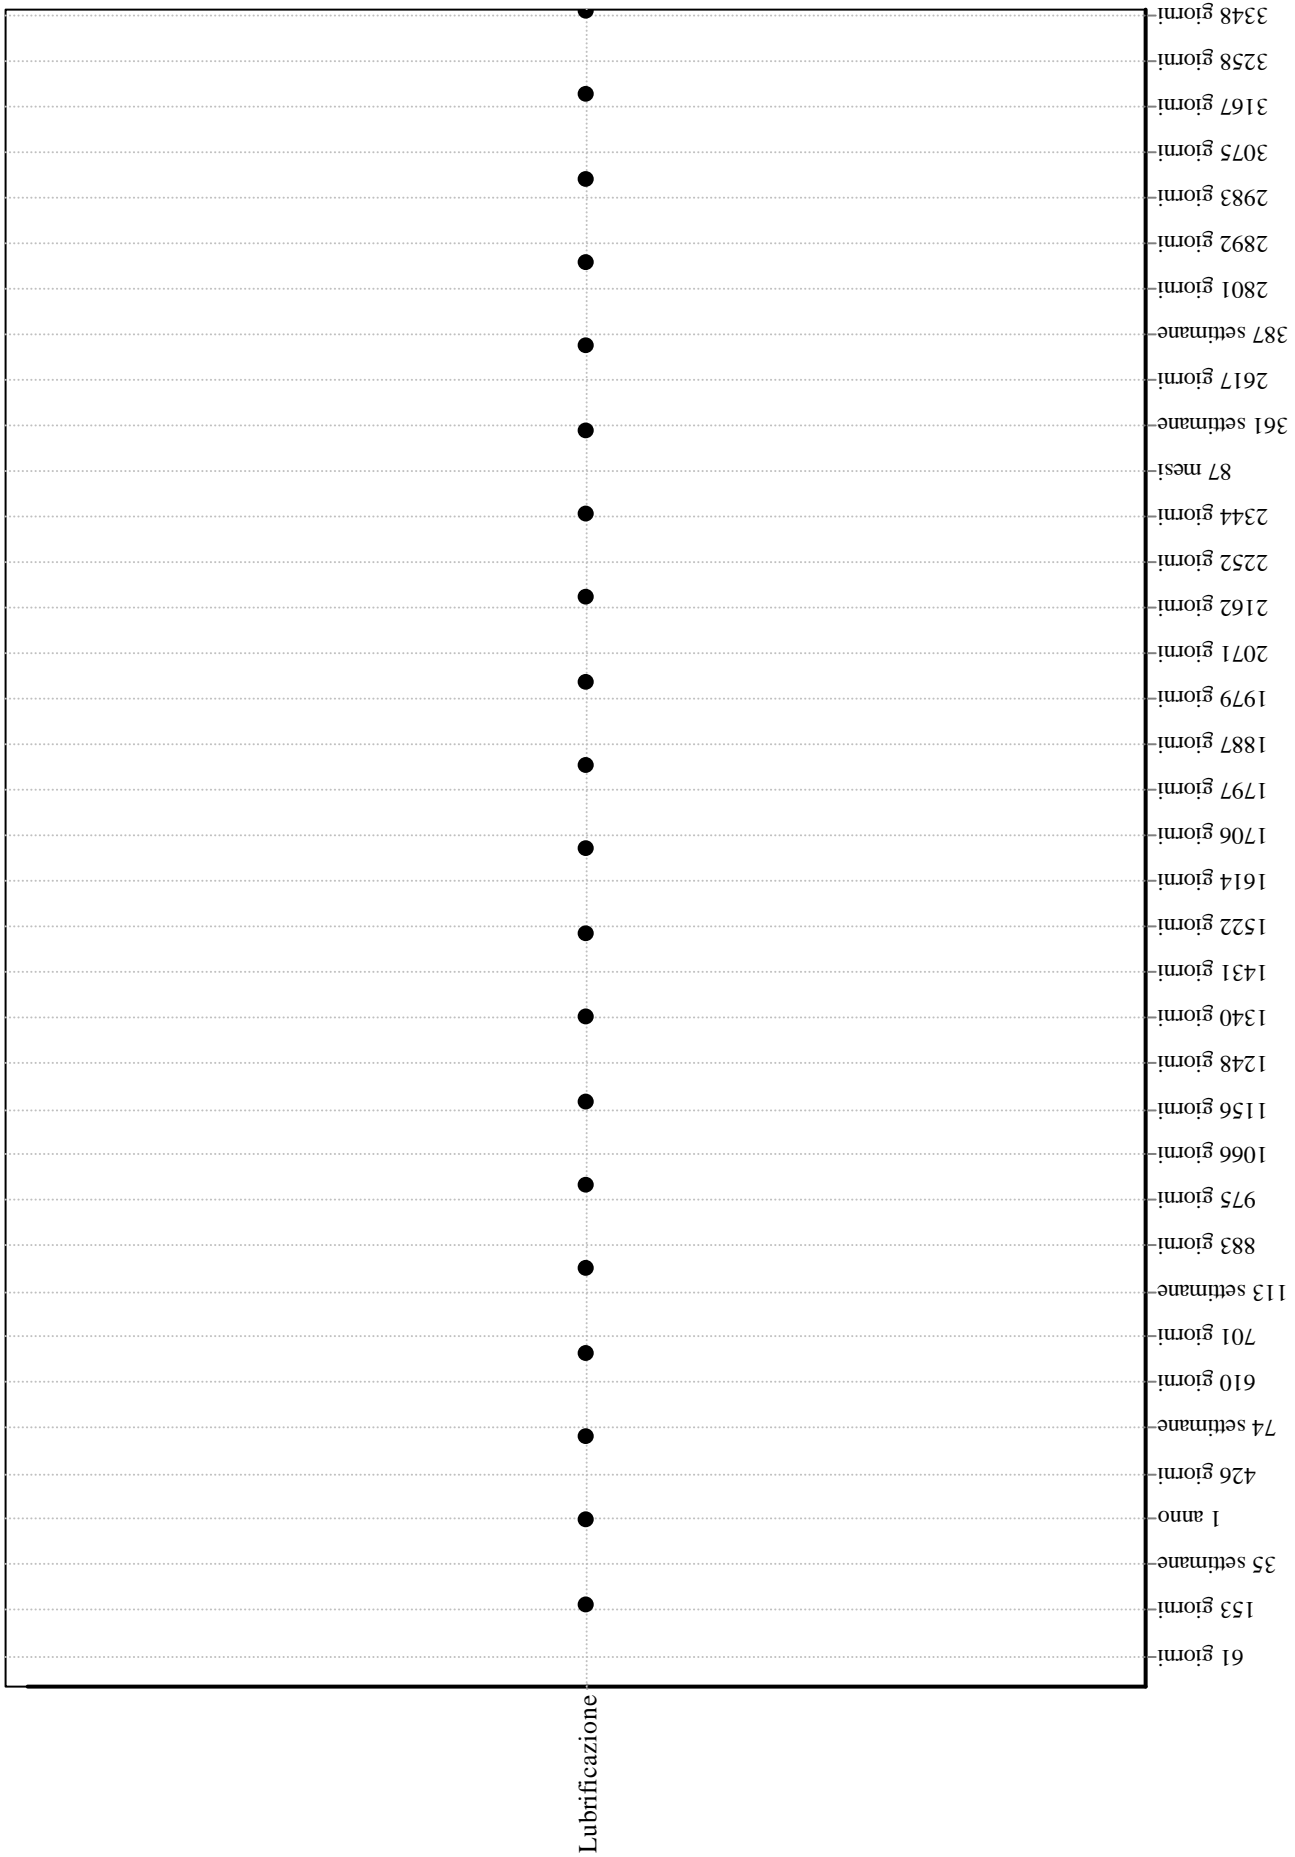 3348 giorni
3258 giorni
3167 giorni
3075 giorni
2983 giorni
2892 giorni
2801 giorni
387 settimane
2617 giorni
361 settimane
87 mesi
2344 giorni
2252 giorni
2162 giorni
2071 giorni
1979 giorni
1887 giorni
1797 giorni
1706 giorni
1614 giorni
1522 giorni
1431 giorni
1340 giorni
1248 giorni
1156 giorni
1066 giorni
975 giorni
883 giorni
113 settimane
701 giorni
610 giorni
74 settimane
426 giorni
1 anno
35 settimane
153 giorni
61 giorni
Lubrificazione